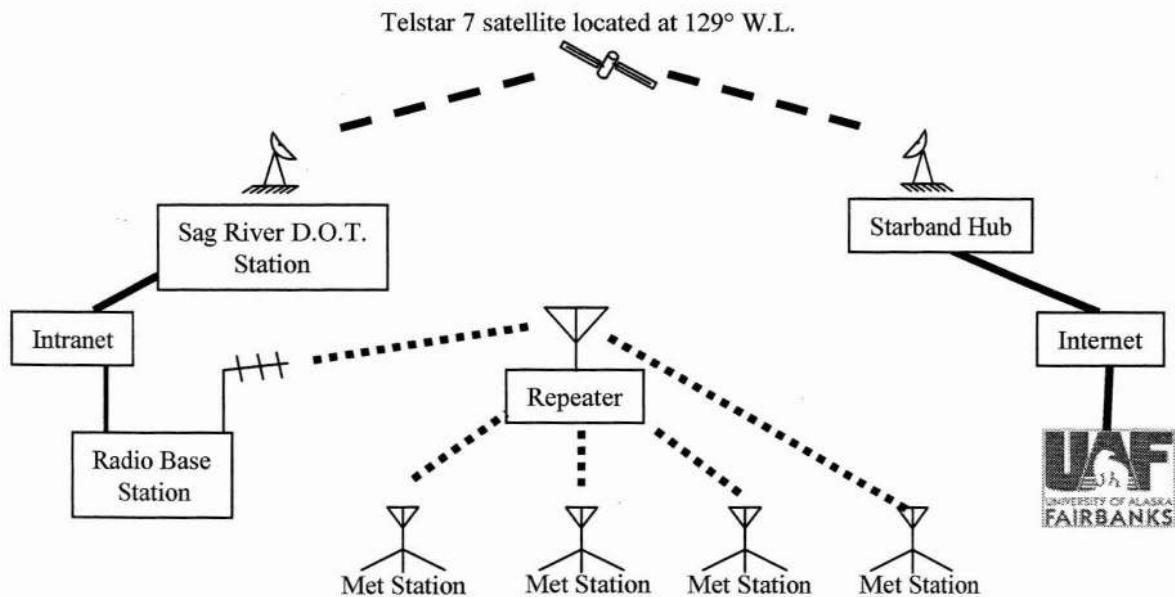 Telstar 7 satellite located at 129° W.L.
Sag River D.O.T.
Station
Starband Hub
Intranet
Internet
Repeater
Radio Base
Station
UAF
UNIVERSITY OF ALASKA
FAIRBANKS
Met Station
Met Station
Met Station
Met Station